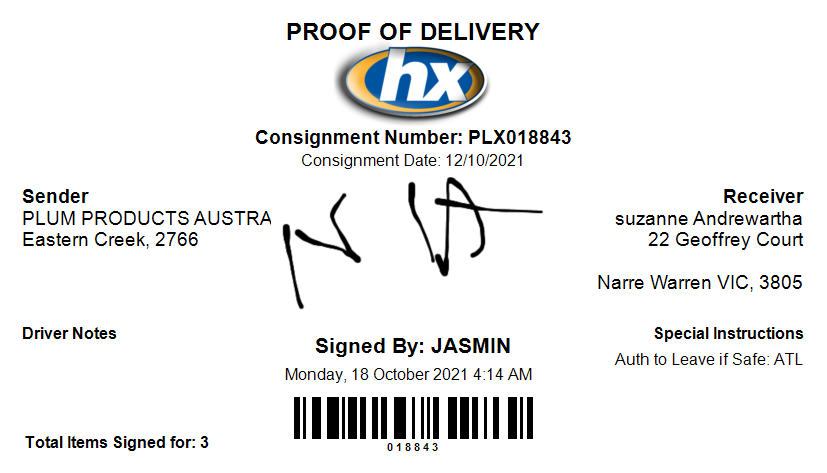 PROOF OF DELIVERY
hx
Consignment Number: PLX018843
Consignment Date: 12/10/2021
Sender
PLUM PRODUCTS AUSTRA
Eastern Creek, 2766
Receiver
suzanne Andrewartha
22 Geoffrey Court
Narre Warren VIC, 3805
Driver Notes
Signed By: JASMIN
Monday, 18 October 2021 4:14 AM
Special Instructions
Auth to Leave if Safe: ATL
Total Items Signed for: 3
018843